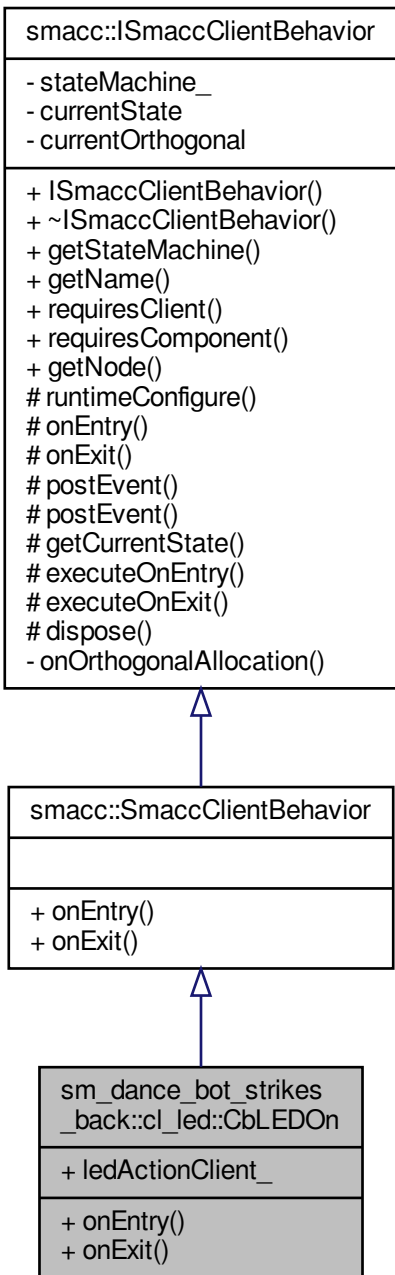 smacc::ISmaccClientBehavior
- stateMachine_
- currentState
- currentOrthogonal
+ ISmaccClientBehavior()
+ ~ISmaccClientBehavior()
+ getStateMachine()
+ getName()
+ requiresClient()
+ requiresComponent()
+ getNode()
# runtimeConfigure()
# onEntry()
# onExit()
# postEvent()
# postEvent()
# getCurrentState()
# executeOnEntry()
# executeOnExit()
# dispose()
- onOrthogonalAllocation()
smacc::SmaccClientBehavior
+ onEntry()
+ onExit()
sm_dance_bot_strikes
_back::cl_led::CbLEDOn
+ ledActionClient_
+ onEntry()
+ onExit()